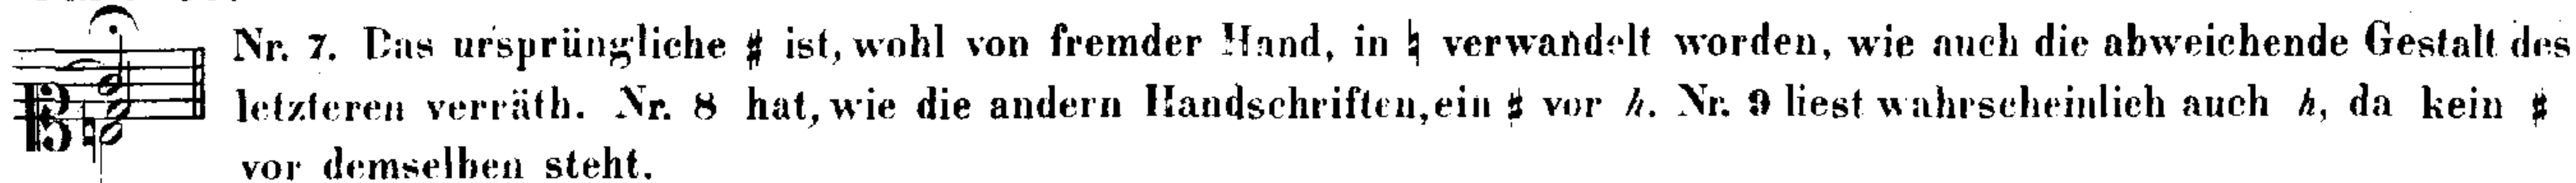 Nr. 7. Das ursprüngliche ♯ ist, wohl von fremder Hand, in ♮ verwandelt worden, wie auch die abweichende Gestalt des
letzteren verräth. Nr. 8 hat, wie die andern Handschriften, ein ♯ vor h. Nr. 9 liest wahrscheinlich auch h, da kein ♯
vor demselben steht.